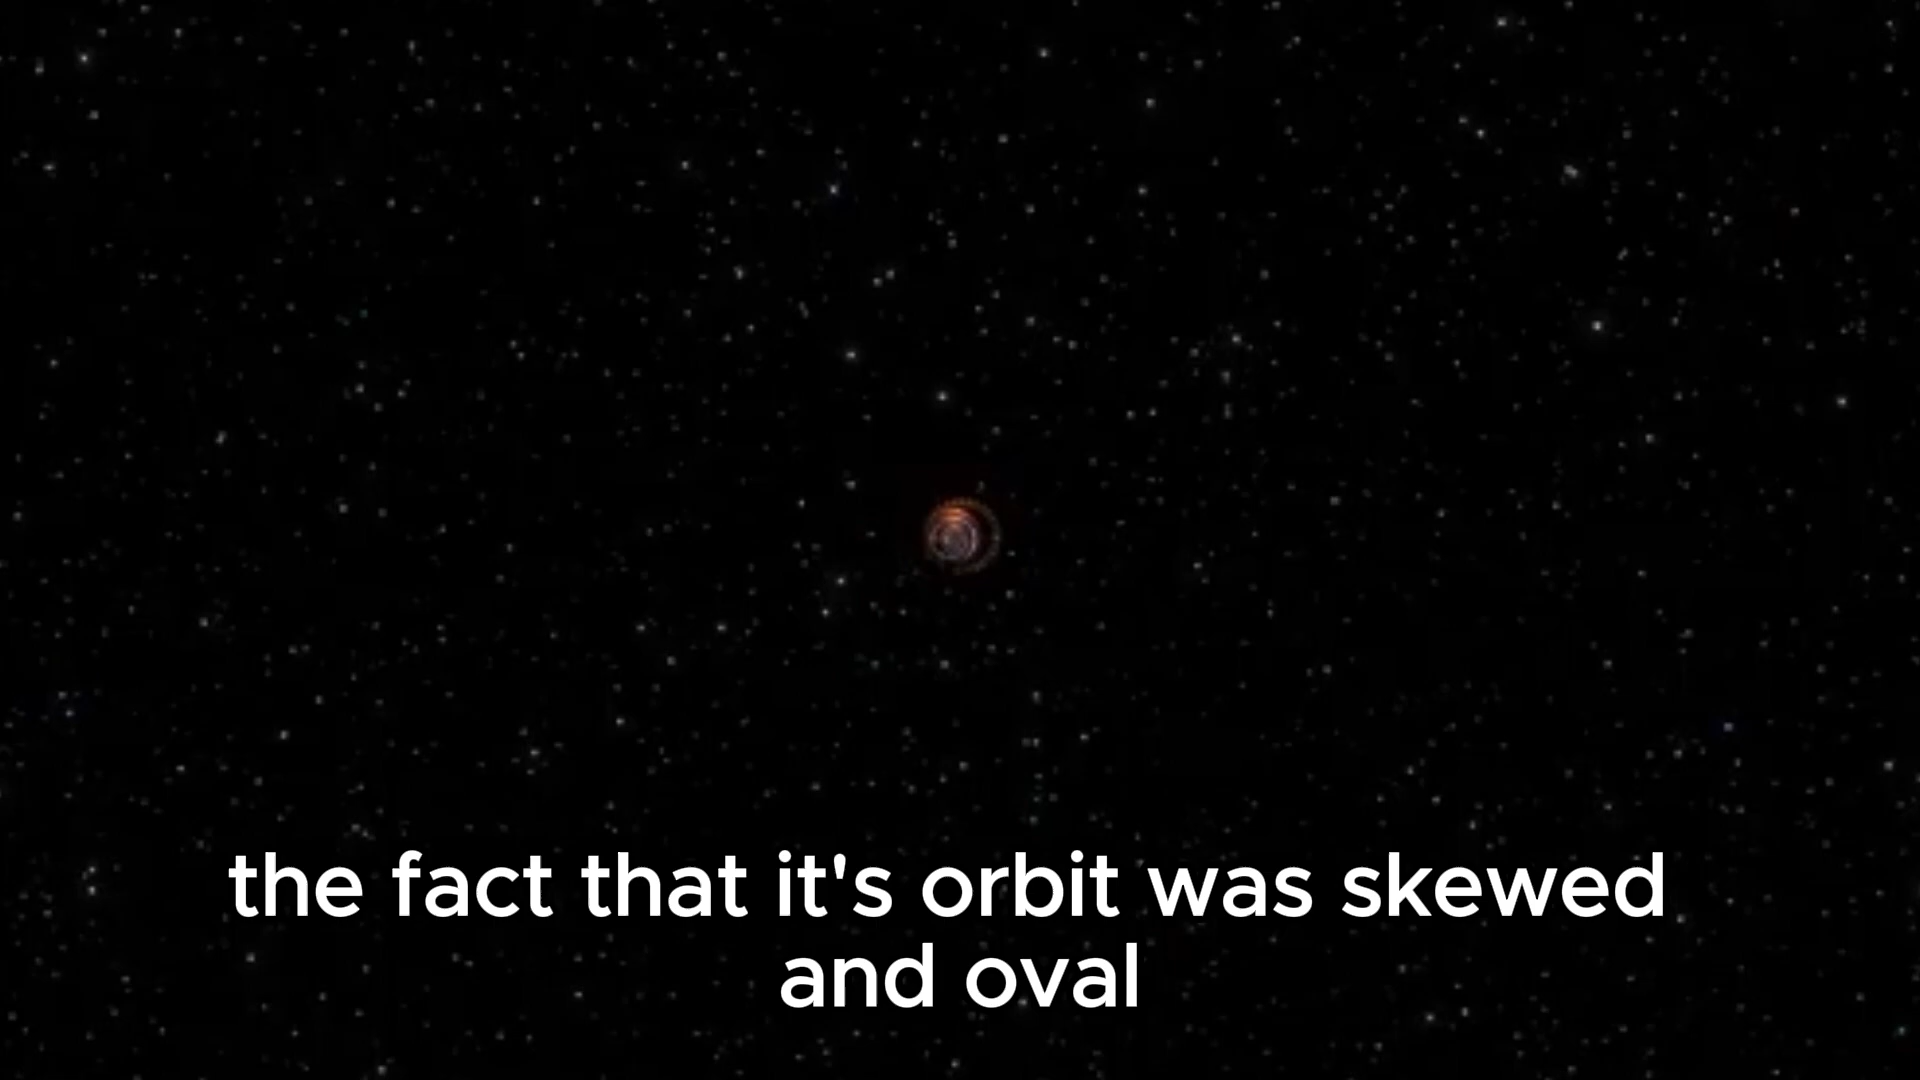 the fact that it's orbit was skewed
and oval